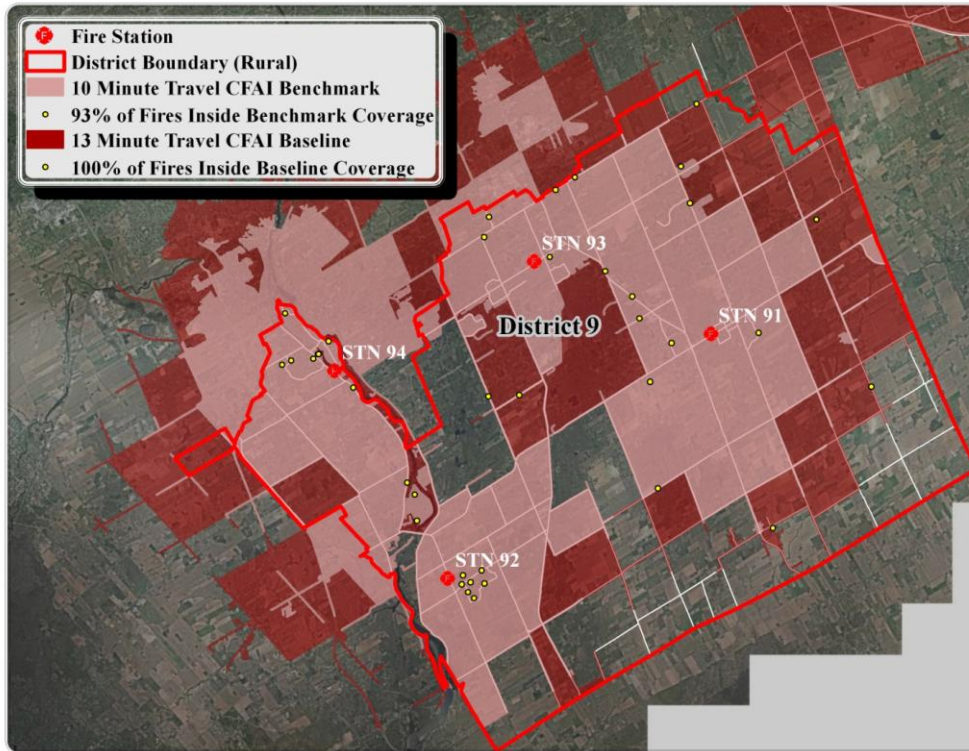 F Fire Station
District Boundary (Rural)
10 Minute Travel CFAI Benchmark
93% of Fires Inside Benchmark Coverage
13 Minute Travel CFAI Baseline
100% of Fires Inside Baseline Coverage
STN 93
F
District 9
STN 91
F
STN 94
F
STN 92
F